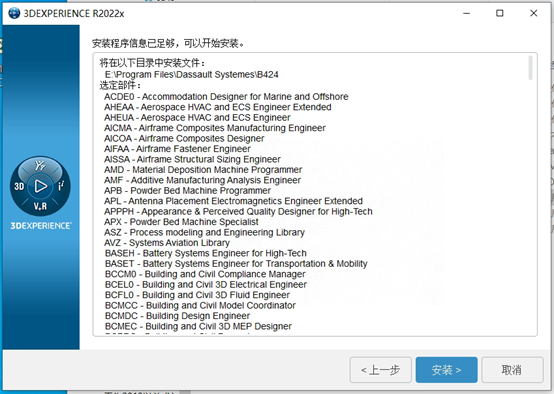 3DEXPERIENCE R2022x
安装程序信息已足够，可以开始安装。
将在以下目录中安装文件：
E:\Program Files\Dassault Systemes\B424
选定部件：
ACDE0 - Accommodation Designer for Marine and Offshore
AHEAA - Aerospace HVAC and ECS Engineer Extended
AHEUA - Aerospace HVAC and ECS Engineer
AICMA - Airframe Composites Manufacturing Engineer
AICOA - Airframe Composites Designer
AIFAA - Airframe Fastener Engineer
AISSA - Airframe Structural Sizing Engineer
AMD - Material Deposition Machine Programmer
AMF - Additive Manufacturing Analysis Engineer
APB - Powder Bed Machine Programmer
APL - Antenna Placement Electromagnetics Engineer Extended
APPPH - Appearance & Perceived Quality Designer for High-Tech
APX - Powder Bed Machine Specialist
ASZ - Process modeling and Engineering Library
AVZ - Systems Aviation Library
BASEH - Battery Systems Engineer for High-Tech
BASET - Battery Systems Engineer for Transportation & Mobility
BCCM0 - Building and Civil Compliance Manager
BCEL0 - Building and Civil 3D Electrical Engineer
BCFL0 - Building and Civil 3D Fluid Engineer
BCMCC - Building and Civil Model Coordinator
BCMDC - Building Design Engineer
BCMEC - Building and Civil 3D MEP Designer
3D
V.R
3DEXPERIENCE
< 上一步
安装 >
取消